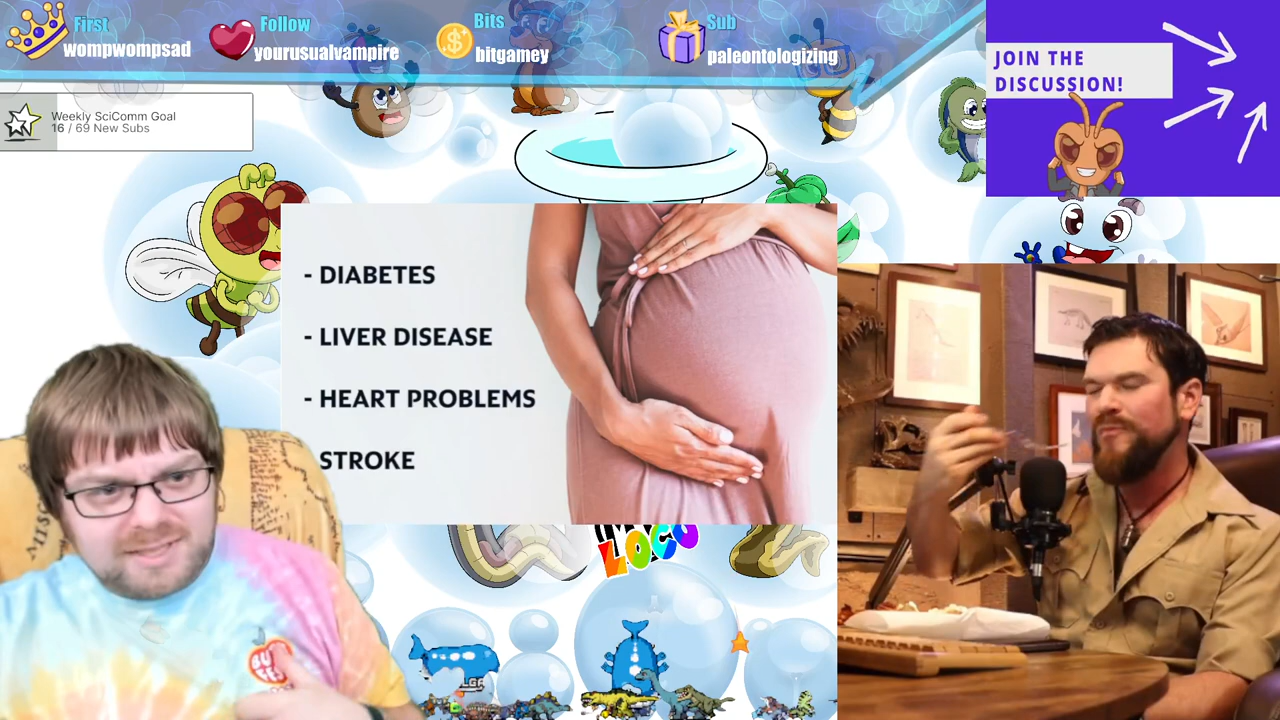 First
wompwompsad
Follow
yourusualvampire
Bits
bitgamey
Sub
paleontologizing
JOIN THE
DISCUSSION!
Weekly SciComm Goal
16 / 69 New Subs
- DIABETES
- LIVER DISEASE
- HEART PROBLEMS
STROKE
LOCO